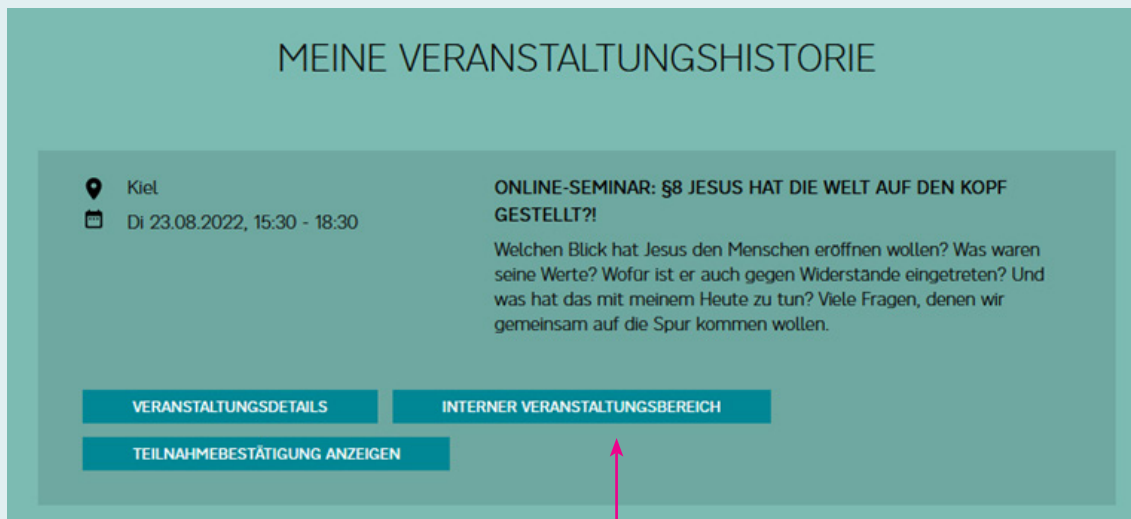 MEINE VERANSTALTUNGSHISTORIE
Kiel
Di 23.08.2022, 15:30 - 18:30
ONLINE-SEMINAR: §8 JESUS HAT DIE WELT AUF DEN KOPF
GESTELLT?!
Welchen Blick hat Jesus den Menschen eröffnen wollen? Was waren
seine Werte? Wofür ist er auch gegen Widerstände eingetreten? Und
was hat das mit meinem Heute zu tun? Viele Fragen, denen wir
gemeinsam auf die Spur kommen wollen.
VERANSTALTUNGSDETAILS
INTERNER VERANSTALTUNGSBEREICH
TEILNAHMEBESTÄTIGUNG ANZEIGEN